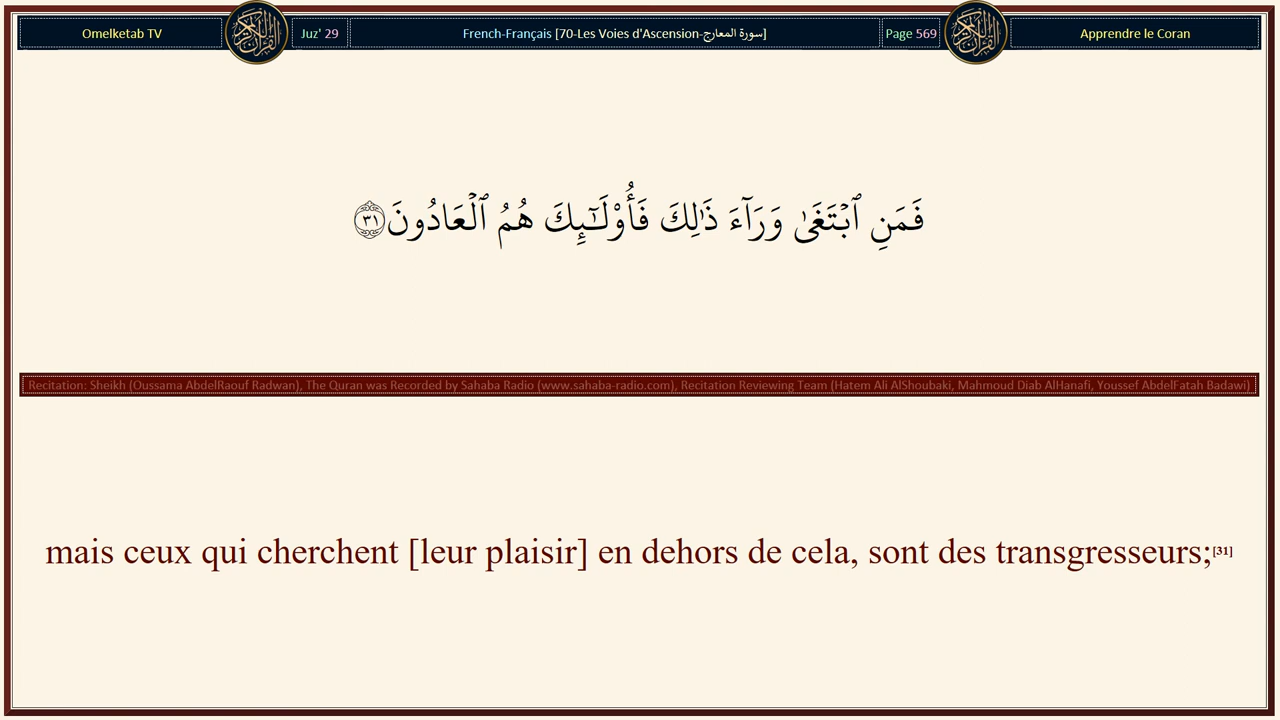 Omelketab TV
Juz' 29
French-Français [70-Les Voies d'Ascension-سورة المعارج]
Page 569
Apprendre le Coran
فَمَنِ ٱبْتَغَىٰ وَرَآءَ ذَٰلِكَ فَأُوْلَـٰٓئِكَ هُمُ ٱلْعَادُونَ ٣١
Recitation: Sheikh (Oussama AbdelRaouf Radwan), The Quran was Recorded by Sahaba Radio (www.sahaba-radio.com), Recitation Reviewing Team (Hatem Ali AlShoubaki, Mahmoud Diab AlHanafi, Youssef AbdelFatah Badawi)
mais ceux qui cherchent [leur plaisir] en dehors de cela, sont des transgresseurs;[31]